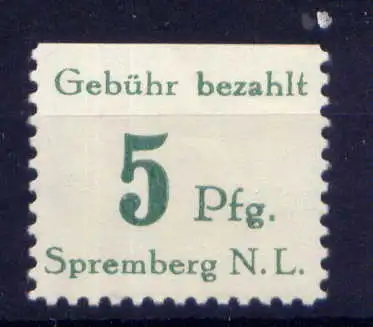 Gebühr bezahlt
5 Pfg.
Spremberg N.L.